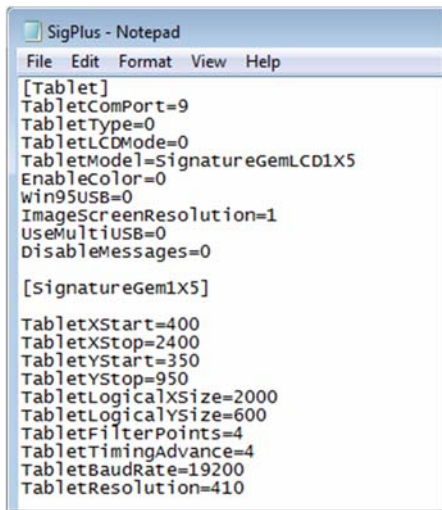 SigPlus - Notepad
File Edit Format View Help
[Tablet]
TabletComPort=9
TabletType=0
TabletLCDMode=0
TabletModel=SignatureGemLCD1X5
EnableColor=0
Win95USB=0
ImageScreenResolution=1
UseMultiUSB=0
DisableMessages=0
[SignatureGem1X5]
TabletXStart=400
TabletXStop=2400
TabletYStart=350
TabletYStop=950
TabletLogicalXSize=2000
TabletLogicalYSize=600
TabletFilterPoints=4
TabletTimingAdvance=4
TabletBaudRate=19200
TabletResolution=410